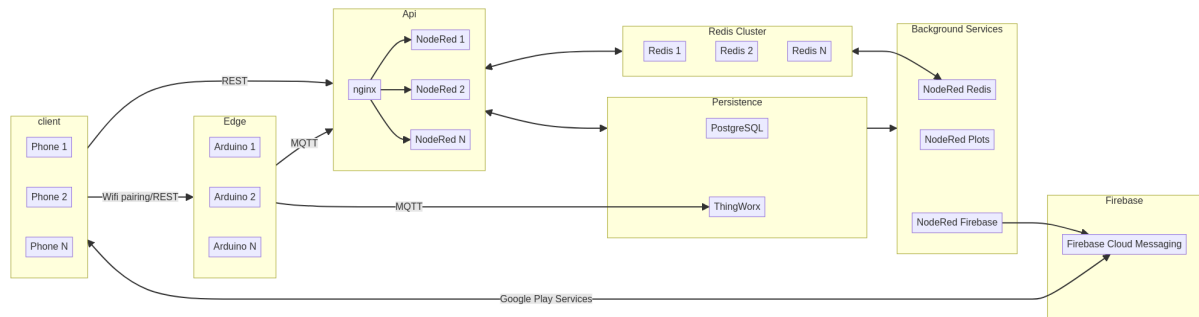 client
Phone 1
Phone 2
Phone N
REST
Wifi pairing/REST
Edge
Arduino 1
Arduino 2
Arduino N
MQTT
MQTT
Api
nginx
NodeRed 1
NodeRed 2
NodeRed N
Redis Cluster
Redis 1
Redis 2
Redis N
Persistence
PostgreSQL
ThingWorx
Background Services
NodeRed Redis
NodeRed Plots
NodeRed Firebase
Firebase
Firebase Cloud Messaging
Google Play Services